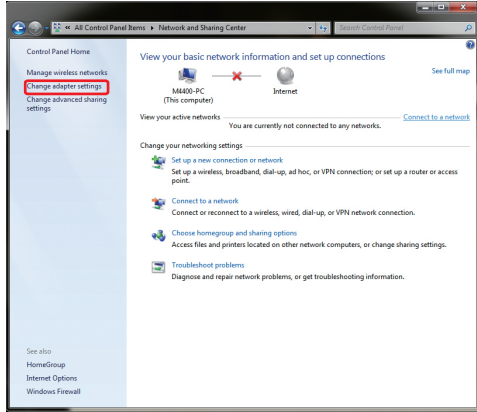 « All Control Panel Items ▸ Network and Sharing Center
Search Control Panel
Control Panel Home
Manage wireless networks
Change adapter settings
Change advanced sharing
settings
View your basic network information and set up connections
See full map
M4400-PC
(This computer)
Internet
View your active networks
Connect to a network
You are currently not connected to any networks.
Change your networking settings
Set up a new connection or network
Set up a wireless, broadband, dial-up, ad hoc, or VPN connection; or set up a router or access
point.
Connect to a network
Connect or reconnect to a wireless, wired, dial-up, or VPN network connection.
Choose homegroup and sharing options
Access files and printers located on other network computers, or change sharing settings.
Troubleshoot problems
Diagnose and repair network problems, or get troubleshooting information.
See also
HomeGroup
Internet Options
Windows Firewall